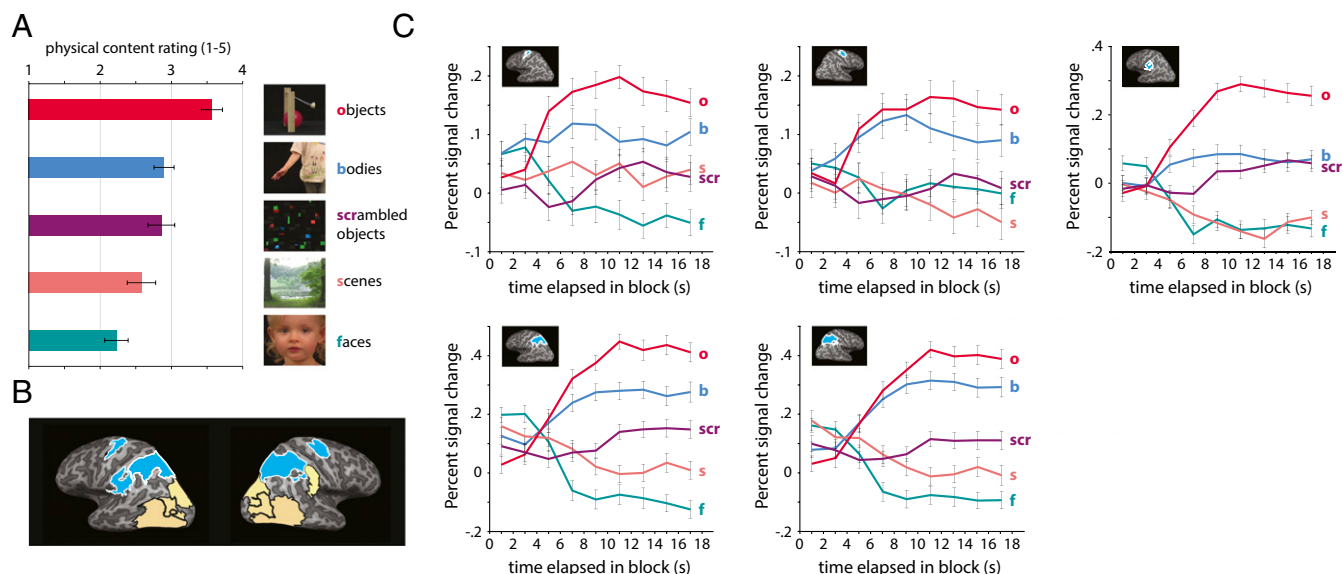 A
physical content rating (1-5)
1 2 3 4
objects
bodies
scrambled
objects
scenes
faces
B
C
Percent signal change
.2
.1
0
-.1
o
b
s
scr
f
0 2 4 6 8 10 12 14 16 18
time elapsed in block (s)
Percent signal change
.2
.1
0
-.1
o
b
scr
f
s
0 2 4 6 8 10 12 14 16 18
time elapsed in block (s)
Percent signal change
.4
.3
.1
0
-.2
o
b
scr
s
f
0 2 4 6 8 10 12 14 16 18
time elapsed in block (s)
Percent signal change
.4
.2
0
-.2
o
b
scr
s
f
0 2 4 6 8 10 12 14 16 18
time elapsed in block (s)
Percent signal change
.4
.2
0
-.2
o
b
scr
s
f
0 2 4 6 8 10 12 14 16 18
time elapsed in block (s)